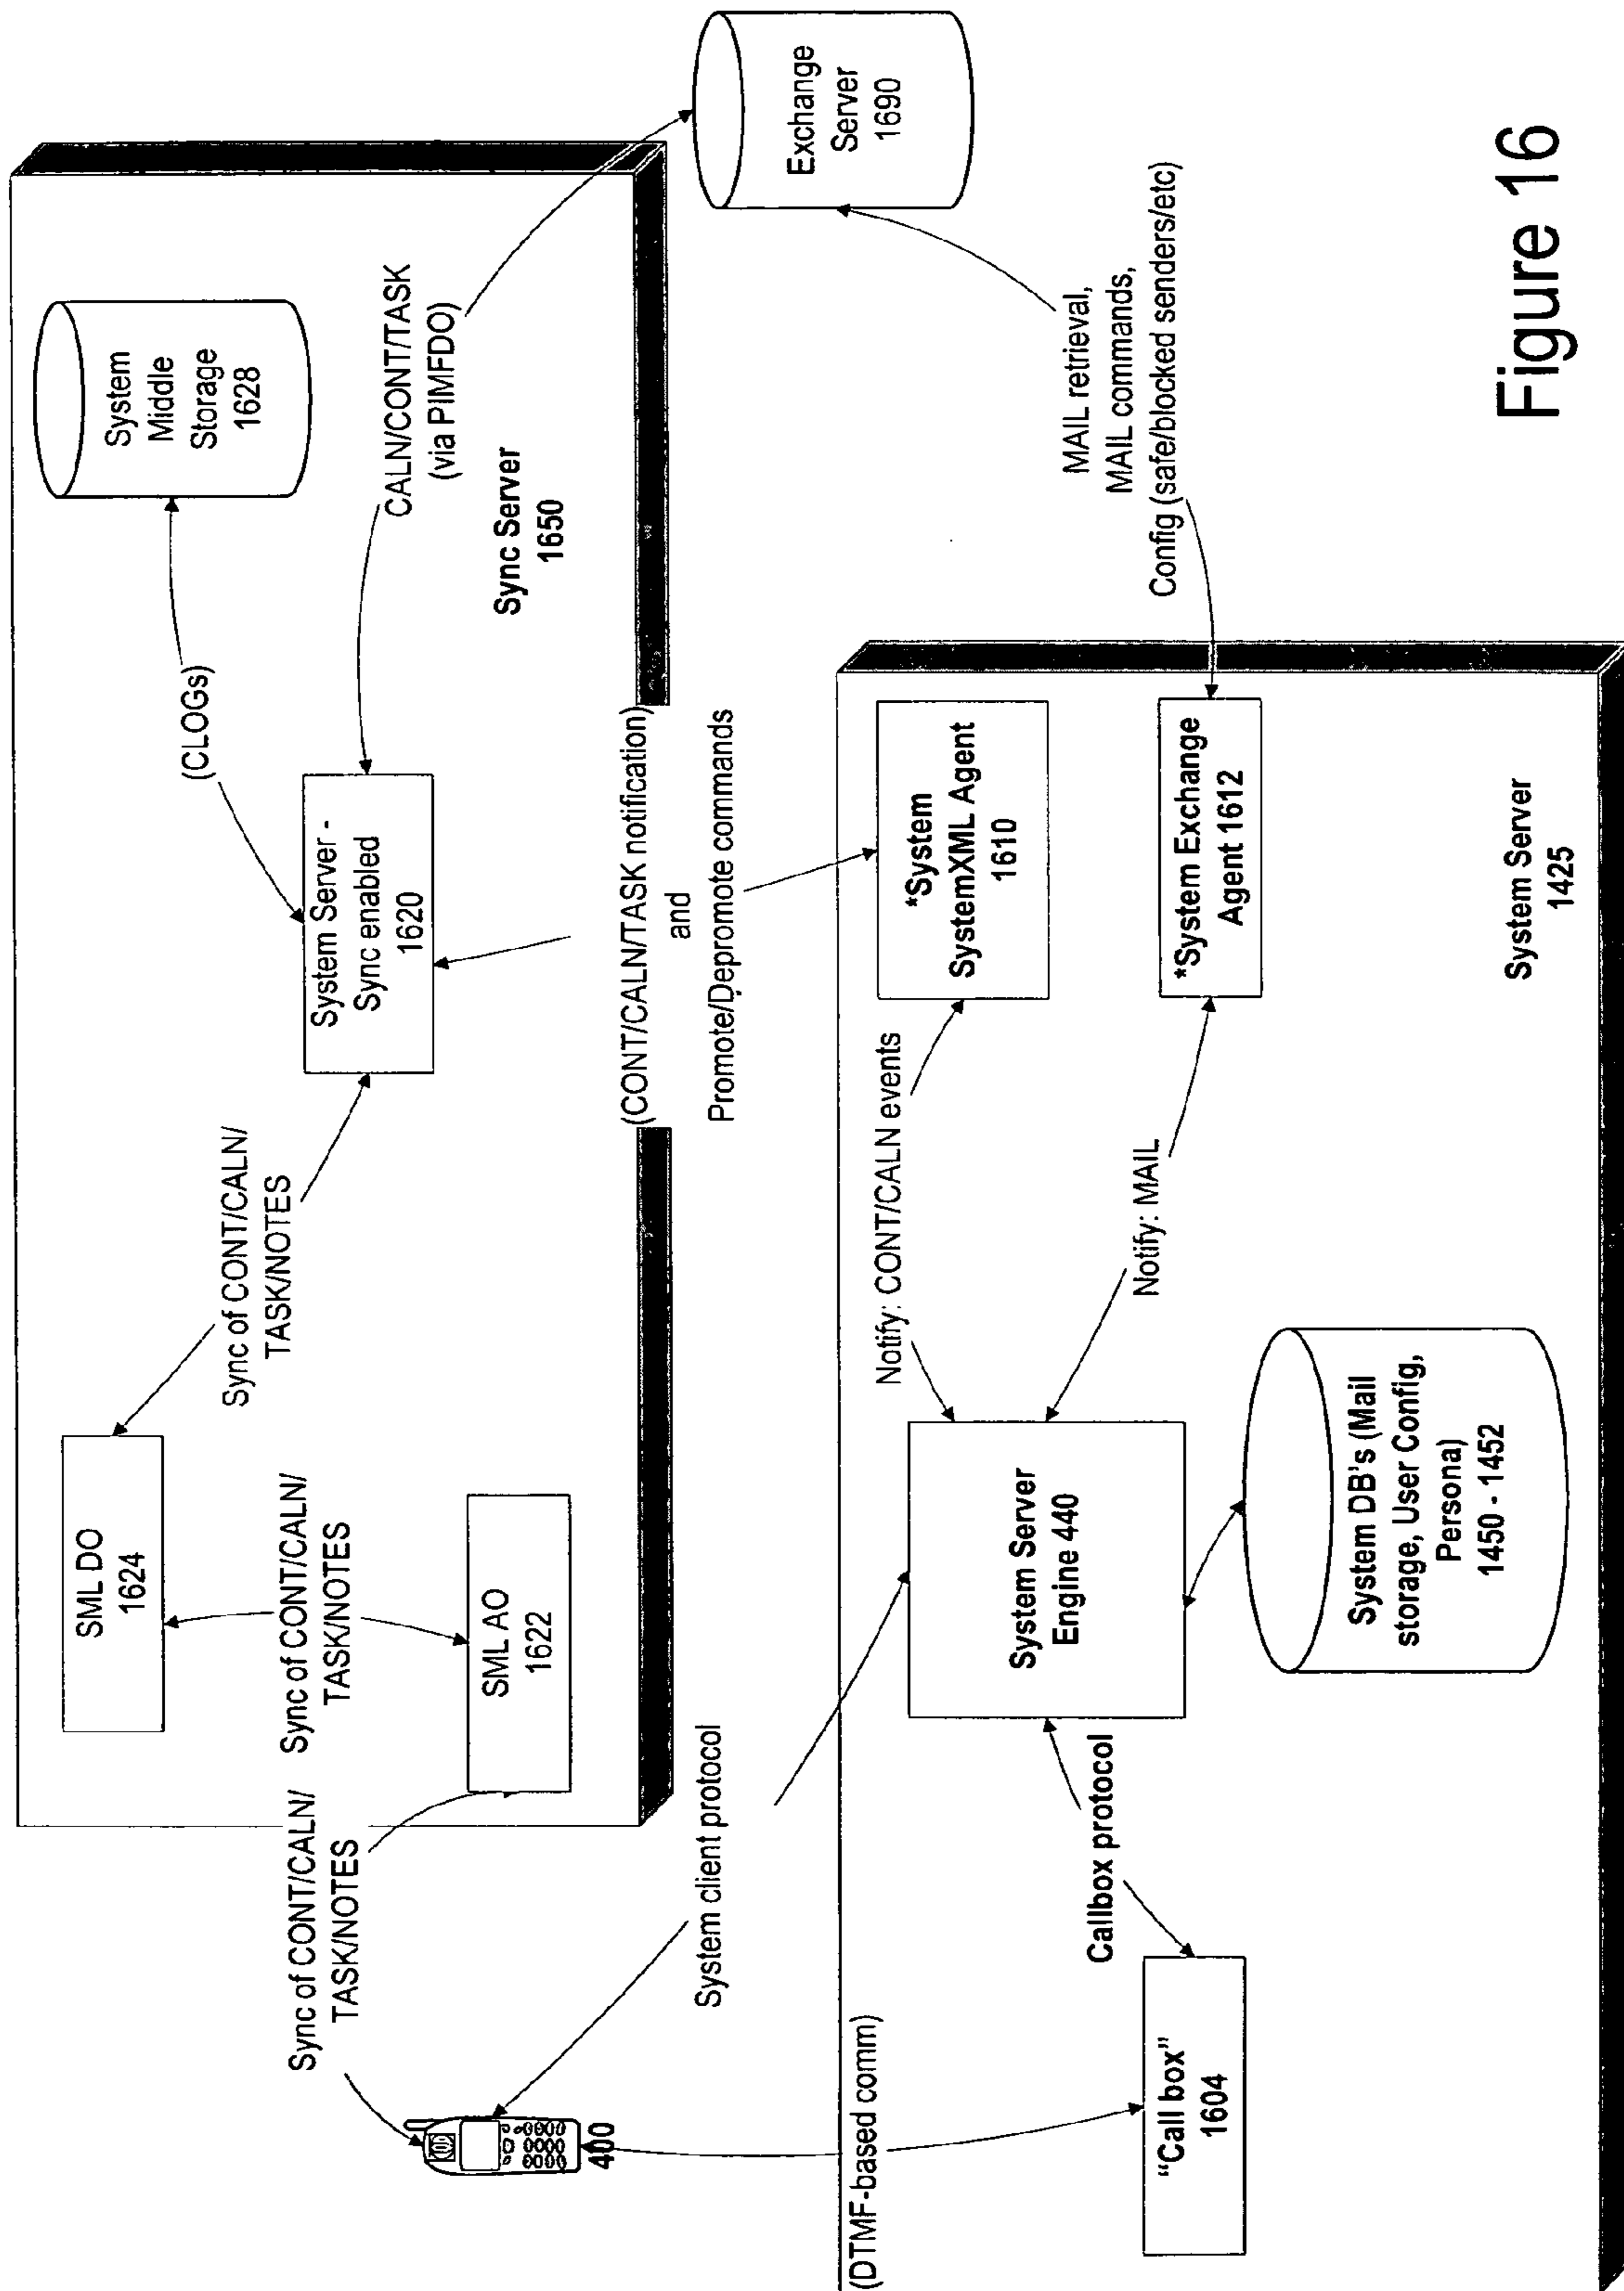 SML DO
1624
Sync of CONT/CALN/
TASK/NOTES
System
Middle
Storage
1628
(CLOGs)
System Server -
Sync enabled
1620
Sync of CONT/CALN/
TASK/NOTES
SML AO
1622
Sync of CONT/CALN/
TASK/NOTES
CALN/CONT/TASK
(via PIMFDO)
Sync Server
1650
Exchange
Server
1690
400
System client protocol
(CONT/CALN/TASK notification)
and
Promote/Depromote commands
(DTMF-based comm)
Notify: CONT/CALN events
*System
SystemXML Agent
1610
System Server
Engine 440
Callbox protocol
"Call box"
1604
Notify: MAIL
*System Exchange
Agent 1612
MAIL retrieval,
MAIL commands,
Config (safe/blocked senders/etc)
System DB's (Mail
storage, User Config,
Persona)
1450 - 1452
System Server
1425
Figure 16